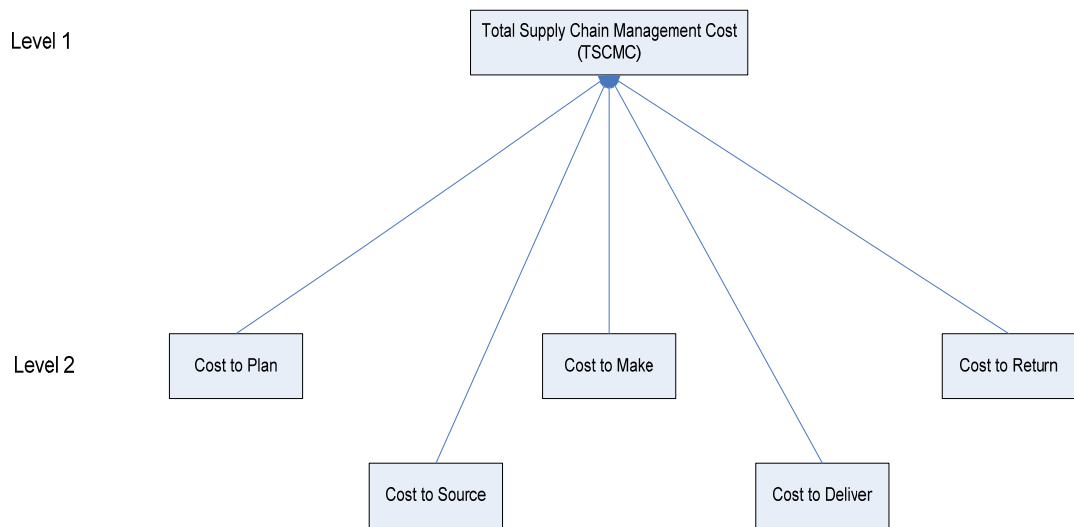 Level 1
Total Supply Chain Management Cost
(TSCMC)
Level 2
Cost to Plan
Cost to Make
Cost to Return
Cost to Source
Cost to Deliver